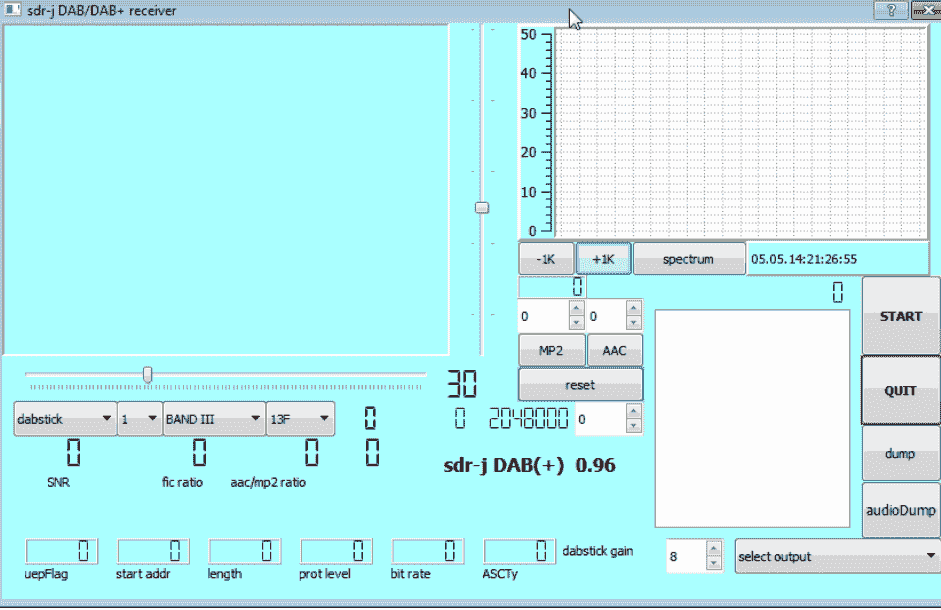 sdr-j DAB/DAB+ receiver
?
50
40
30
20
10
0
-1K +1K spectrum 05.05.14:21:26:55
0 0
0 0
START
MP2 AAC
reset
QUIT
30
dabstick 1 BAND III 13F 0 0 2048000 0
0 0 0 0
SNR fic ratio aac/mp2 ratio
sdr-j DAB(+) 0.96
dump
audioDump
0 0 0 0 0 0 dabstick gain 8 select output
uepFlag start addr length prot level bit rate ASCTy